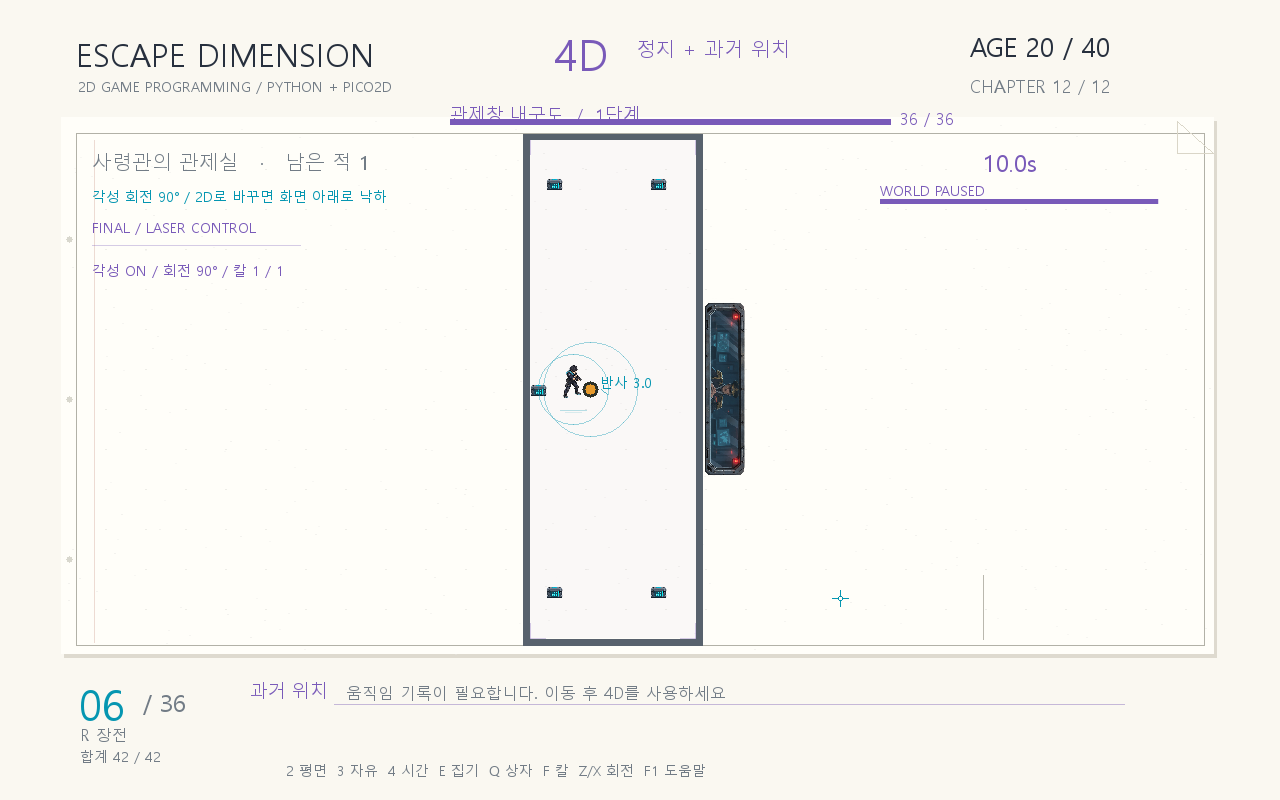 ESCAPE DIMENSION
2D GAME PROGRAMMING / PYTHON + PICO2D
4D 정지 + 과거 위치
AGE 20 / 40
CHAPTER 12 / 12
관제창 내구도 / 1단계
36 / 36
사령관의 관제실 · 남은 적 1
각성 회전 90° / 2D로 바꾸면 화면 아래로 낙하
FINAL / LASER CONTROL
각성 ON / 회전 90° / 칼 1 / 1
10.0s
WORLD PAUSED
반사 3.0
06 / 36
R 장전
합계 42 / 42
과거 위치 움직임 기록이 필요합니다. 이동 후 4D를 사용하세요
2 평면 3 자유 4 시간 E 집기 Q 상자 F 칼 Z/X 회전 F1 도움말